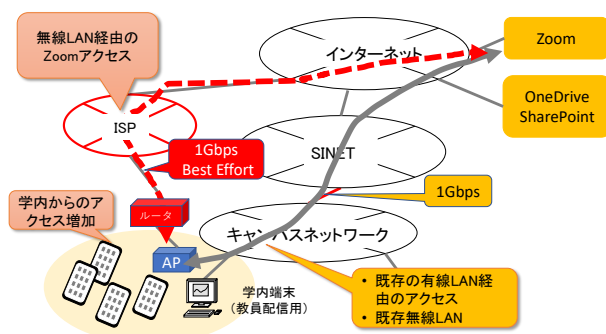 無線LAN経由の
Zoomアクセス
インターネット
Zoom
OneDrive
SharePoint
ISP
SINET
1Gbps
Best Effort
1Gbps
学内からのアク
セス増加
ルータ
キャンパスネットワーク
AP
学内端末
（教員配信用）
• 既存の有線LAN経
由のアクセス
• 既存無線LAN